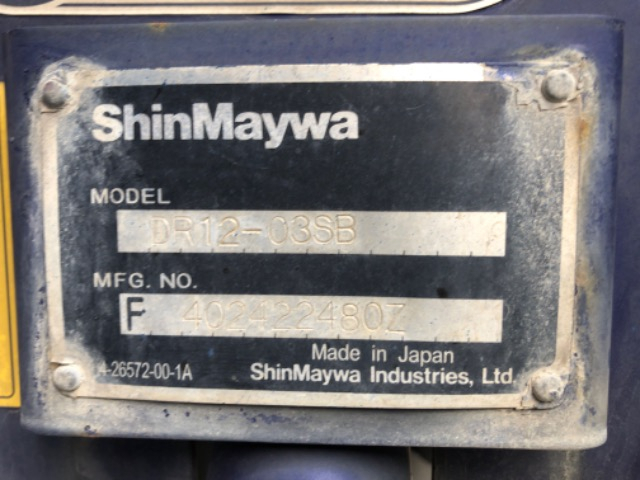 ShinMaywa
MODEL
DR12-03SB
MFG. NO.
F 402422480Z
Made in Japan
4-26572-00-1A
ShinMaywa Industries, Ltd.